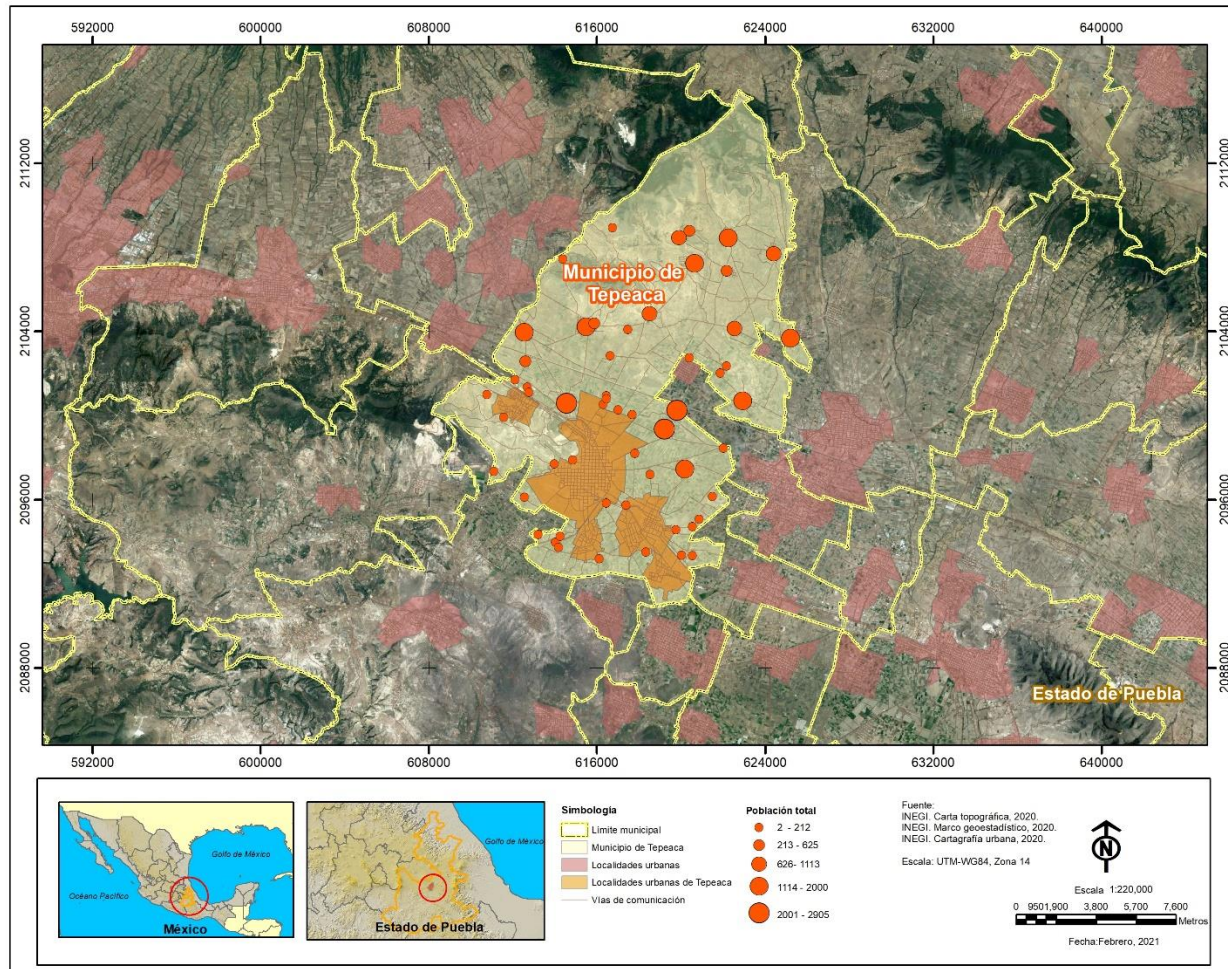 592000 600000 608000 616000 624000 632000 640000
2112000 2112000
Municipio de
Tepeaca
2104000 2104000
2096000 2096000
2088000 2088000
Estado de Puebla
592000 600000 608000 616000 624000 632000 640000
Golfo de México
Océano Pacífico
México
Golfo de México
Estado de Puebla
Simbología
Límite municipal
Municipio de Tepeaca
Localidades urbanas
Localidades urbanas de Tepeaca
Vías de comunicación
Población total
2 - 212
213 - 625
626- 1113
1114 - 2000
2001 - 2905
Fuente:
INEGI. Carta topográfica, 2020.
INEGI. Marco geoestadístico, 2020.
INEGI. Cartografía urbana, 2020.
Escala: UTM-WG84, Zona 14
N
Escala 1:220,000
0 9501,900 3,800 5,700 7,600
Metros
Fecha:Febrero, 2021